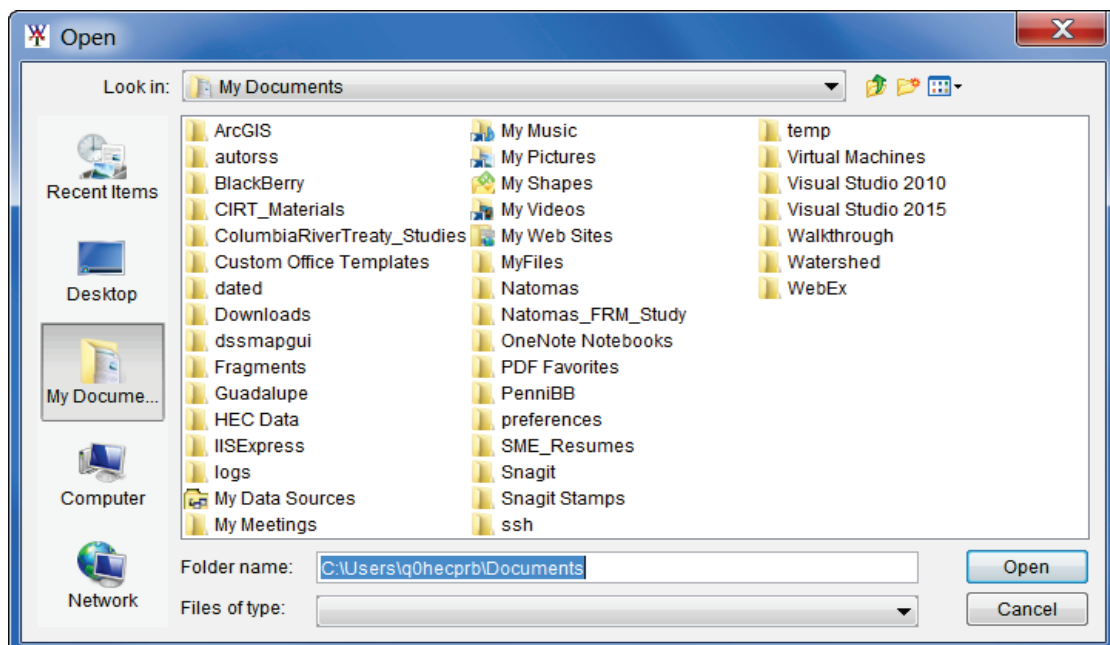 Open
Look in: My Documents
Recent Items
Desktop
My Docume...
Computer
Network
ArcGIS
autorss
BlackBerry
CIRT_Materials
ColumbiaRiverTreaty_Studies
Custom Office Templates
dated
Downloads
dssmapgui
Fragments
Guadalupe
HEC Data
IISExpress
logs
My Data Sources
My Meetings
My Music
My Pictures
My Shapes
My Videos
My Web Sites
MyFiles
Natomas
Natomas_FRM_Study
OneNote Notebooks
PDF Favorites
PenniBB
preferences
SME_Resumes
Snagit
Snagit Stamps
ssh
temp
Virtual Machines
Visual Studio 2010
Visual Studio 2015
Walkthrough
Watershed
WebEx
Folder name: C:\Users\q0hecprb\Documents
Open
Files of type:
Cancel